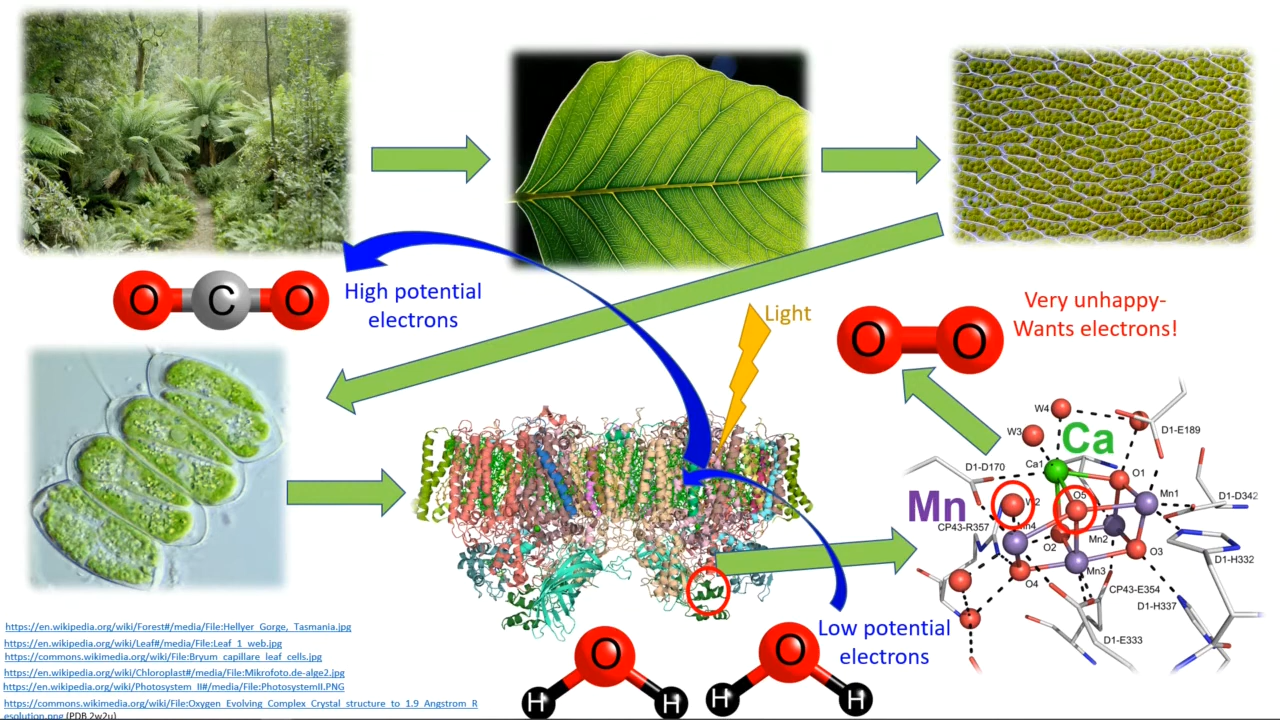 O C O
High potential
electrons
Light
O O
Very unhappy-
Wants electrons!
W4
W3
Ca
D1-E189
D1-D170
Ca1
O1
Mn
W2
O5
Mn1
D1-D342
CP43-R357
Mn4
O2
Mn2
O3
D1-H332
Mn3
O4
CP43-E354
D1-H337
D1-E333
Low potential
electrons
O
H H
O
H H
https://en.wikipedia.org/wiki/Forest#/media/File:Hellyer_Gorge,_Tasmania.jpg
https://en.wikipedia.org/wiki/Leaf#/media/File:Leaf_1_web.jpg
https://commons.wikimedia.org/wiki/File:Bryum_capillare_leaf_cells.jpg
https://en.wikipedia.org/wiki/Chloroplast#/media/File:Mikrofoto.de-alge2.jpg
https://en.wikipedia.org/wiki/Photosystem_II#/media/File:PhotosystemII.PNG
https://commons.wikimedia.org/wiki/File:Oxygen_Evolving_Complex_Crystal_structure_to_1.9_Angstrom_R
esolution.png (PDB 2w2u)